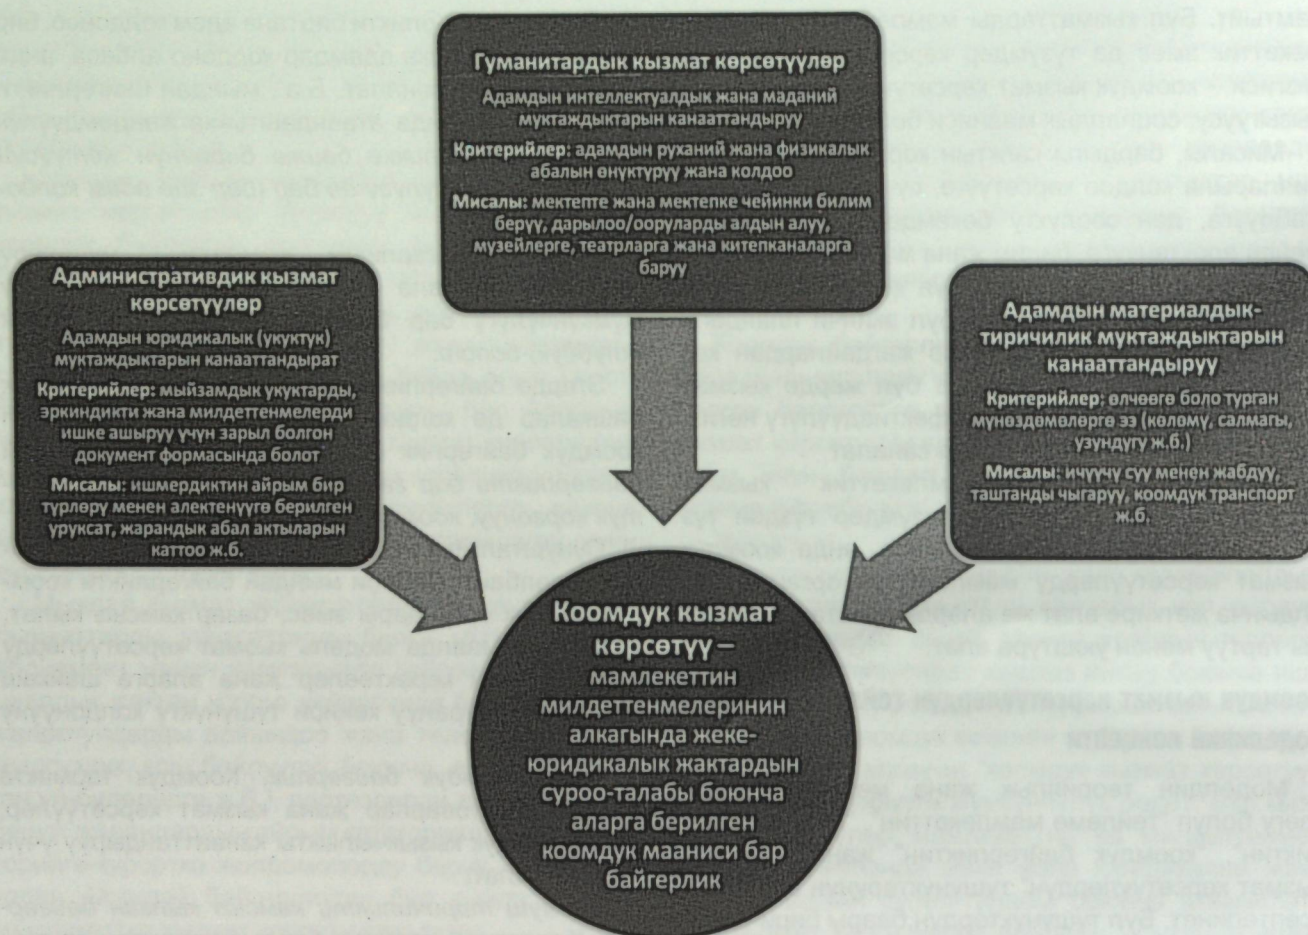 Гуманитардык кызмат көрсөтүүлөр
Адамдын интеллектуалдык жана маданий
муктаждыктарын канааттандыруу
Критерийлер: адамдын руханий жана физикалык
абалын өнүктүрүү жана колдоо
Мисалы: мектепте жана мектепке чейинки билим
берүү, дарылоо/ооруларды алдын алуу,
музейлерге, театрларга жана китепканаларга
баруу
Административдик кызмат
көрсөтүүлөр
Адамдын юридикалык (укуктук)
муктаждыктарын канааттандырат
Критерийлер: мыйзамдык укуктарды,
эркиндикти жана милдеттенмелерди
ишке ашыруу үчүн зарыл болгон
документ формасында болот
Мисалы: ишмердиктин айрым бир
түрлөрү менен алектенүүгө берилген
уруксат, жарандык абал актыларын
каттоо ж.б.
Адамдын материалдык-
тиричилик муктаждыктарын
канааттандыруу
Критерийлер: өлчөөгө боло турган
мүнөздөмөлөргө ээ (көлөмү, салмагы,
узундугу ж.б.)
Мисалы: ичүүчү суу менен жабдуу,
таштанды чыгаруу, коомдук транспорт
ж.б.
Коомдук кызмат
көрсөтүү –
мамлекеттин
милдеттенмелеринин
алкагында жеке-
юридикалык жактардын
суроо-талабы боюнча
аларга берилген
коомдук мааниси бар
байгерлик